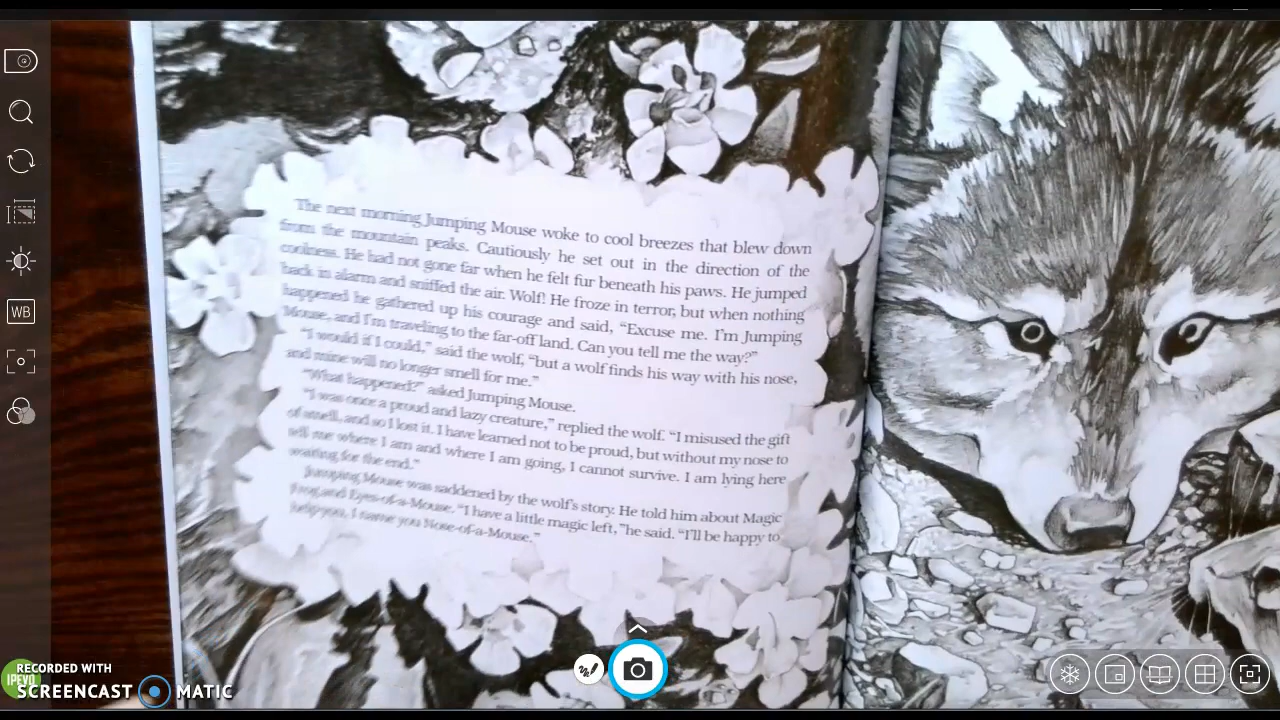 The next morning Jumping Mouse woke to cool breezes that blew down
from the mountain peaks. Cautiously he set out in the direction of the
coolness. He had not gone far when he felt fur beneath his paws. He jumped
back in alarm and sniffed the air. Wolf! He froze in terror, but when nothing
happened he gathered up his courage and said, “Excuse me. I’m Jumping
Mouse, and I’m traveling to the far-off land. Can you tell me the way?”
“I would if I could,” said the wolf, “but a wolf finds his way with his nose,
and mine will no longer smell for me.”
“What happened?” asked Jumping Mouse.
“I was once a proud and lazy creature,” replied the wolf. “I misused the gift
of smell, and so I lost it. I have learned not to be proud, but without my nose to
tell me where I am and where I am going, I cannot survive. I am lying here
waiting for the end.”
Jumping Mouse was saddened by the wolf’s story. He told him about Magic
Frog and Eyes-of-a-Mouse. “I have a little magic left,” he said. “I’ll be happy to
help you. I name you Nose-of-a-Mouse.”
WB
IPEVO
RECORDED WITH
SCREENCAST MATIC